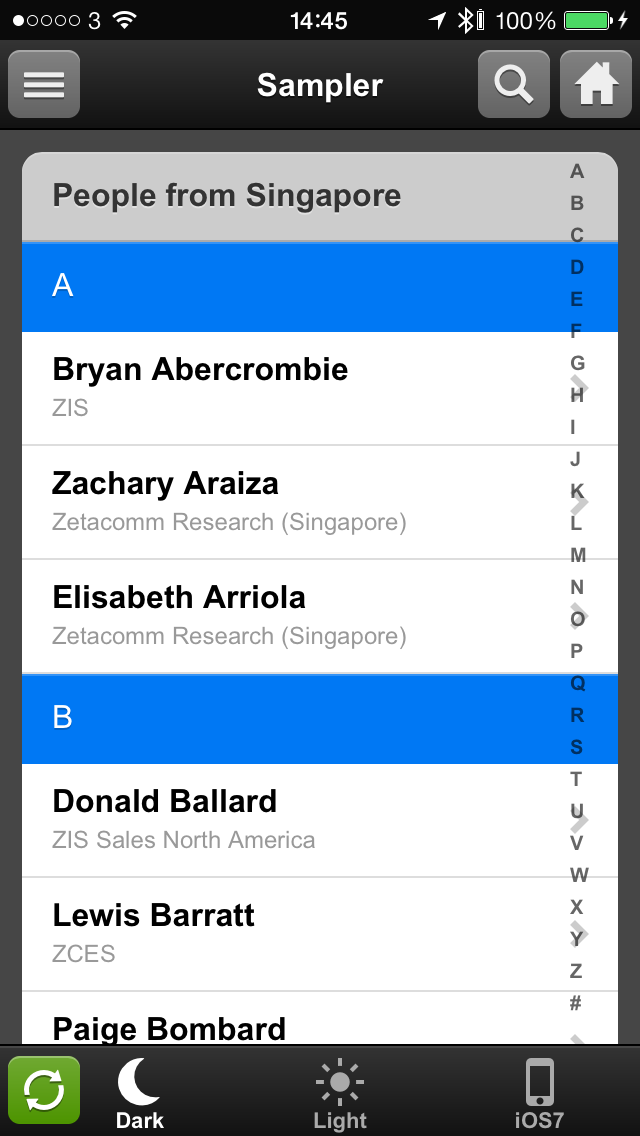 3 14:45 100%
Sampler
People from Singapore
A
Bryan Abercrombie
ZIS
Zachary Araiza
Zetacomm Research (Singapore)
Elisabeth Arriola
Zetacomm Research (Singapore)
B
Donald Ballard
ZIS Sales North America
Lewis Barratt
ZCES
Paige Bombard
A
B
C
D
E
F
G
H
I
J
K
L
M
N
O
P
Q
R
S
T
U
V
W
X
Y
Z
#
Dark Light iOS7